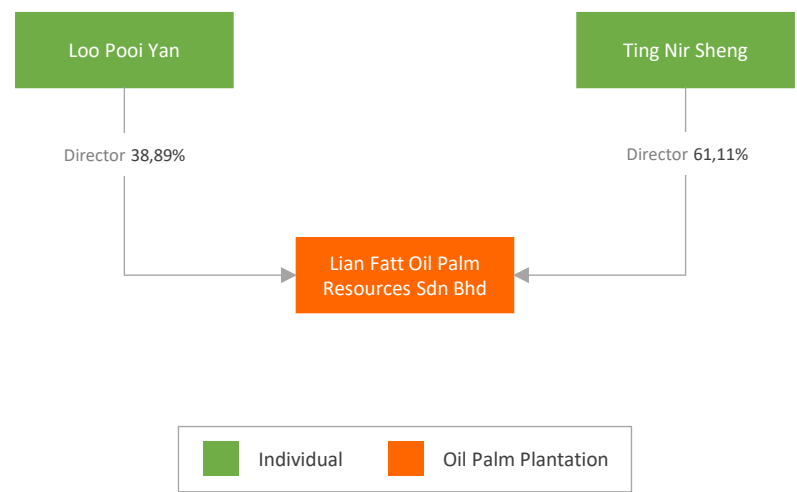 Loo Pooi Yan
Ting Nir Sheng
Director 38,89%
Director 61,11%
Lian Fatt Oil Palm
Resources Sdn Bhd
Individual
Oil Palm Plantation